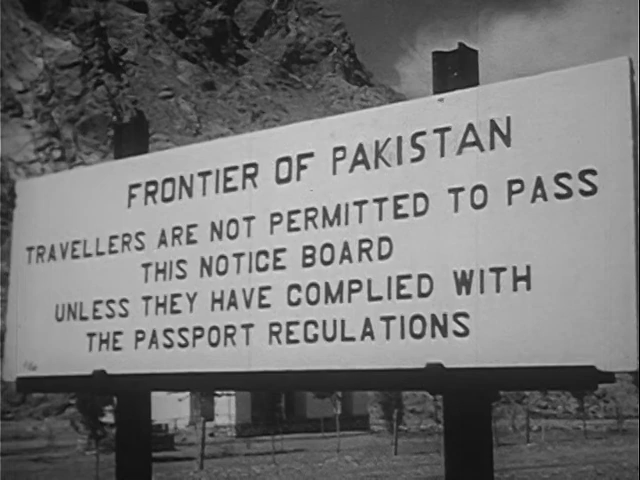 FRONTIER OF PAKISTAN
TRAVELLERS ARE NOT PERMITTED TO PASS
THIS NOTICE BOARD
UNLESS THEY HAVE COMPLIED WITH
THE PASSPORT REGULATIONS